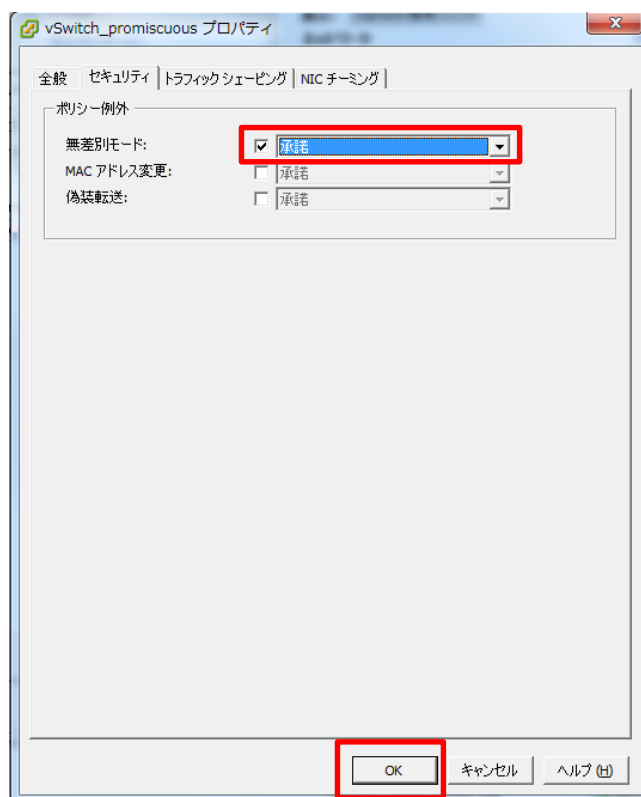 vSwitch_promiscuous プロパティ
全般 セキュリティ トラフィック シェーピング NIC チーミング
ポリシー例外
無差別モード: 承諾
MAC アドレス変更: 承諾
偽装転送: 承諾
OK キャンセル ヘルプ (H)